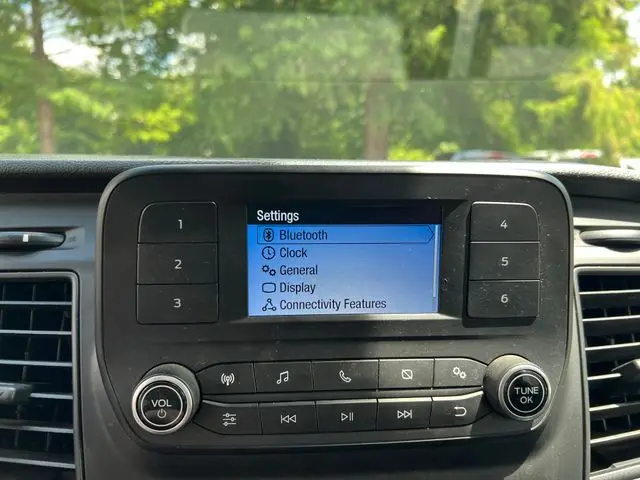 Settings
Bluetooth
Clock
General
Display
Connectivity Features
1
2
3
4
5
6
VOL
TUNE
OK